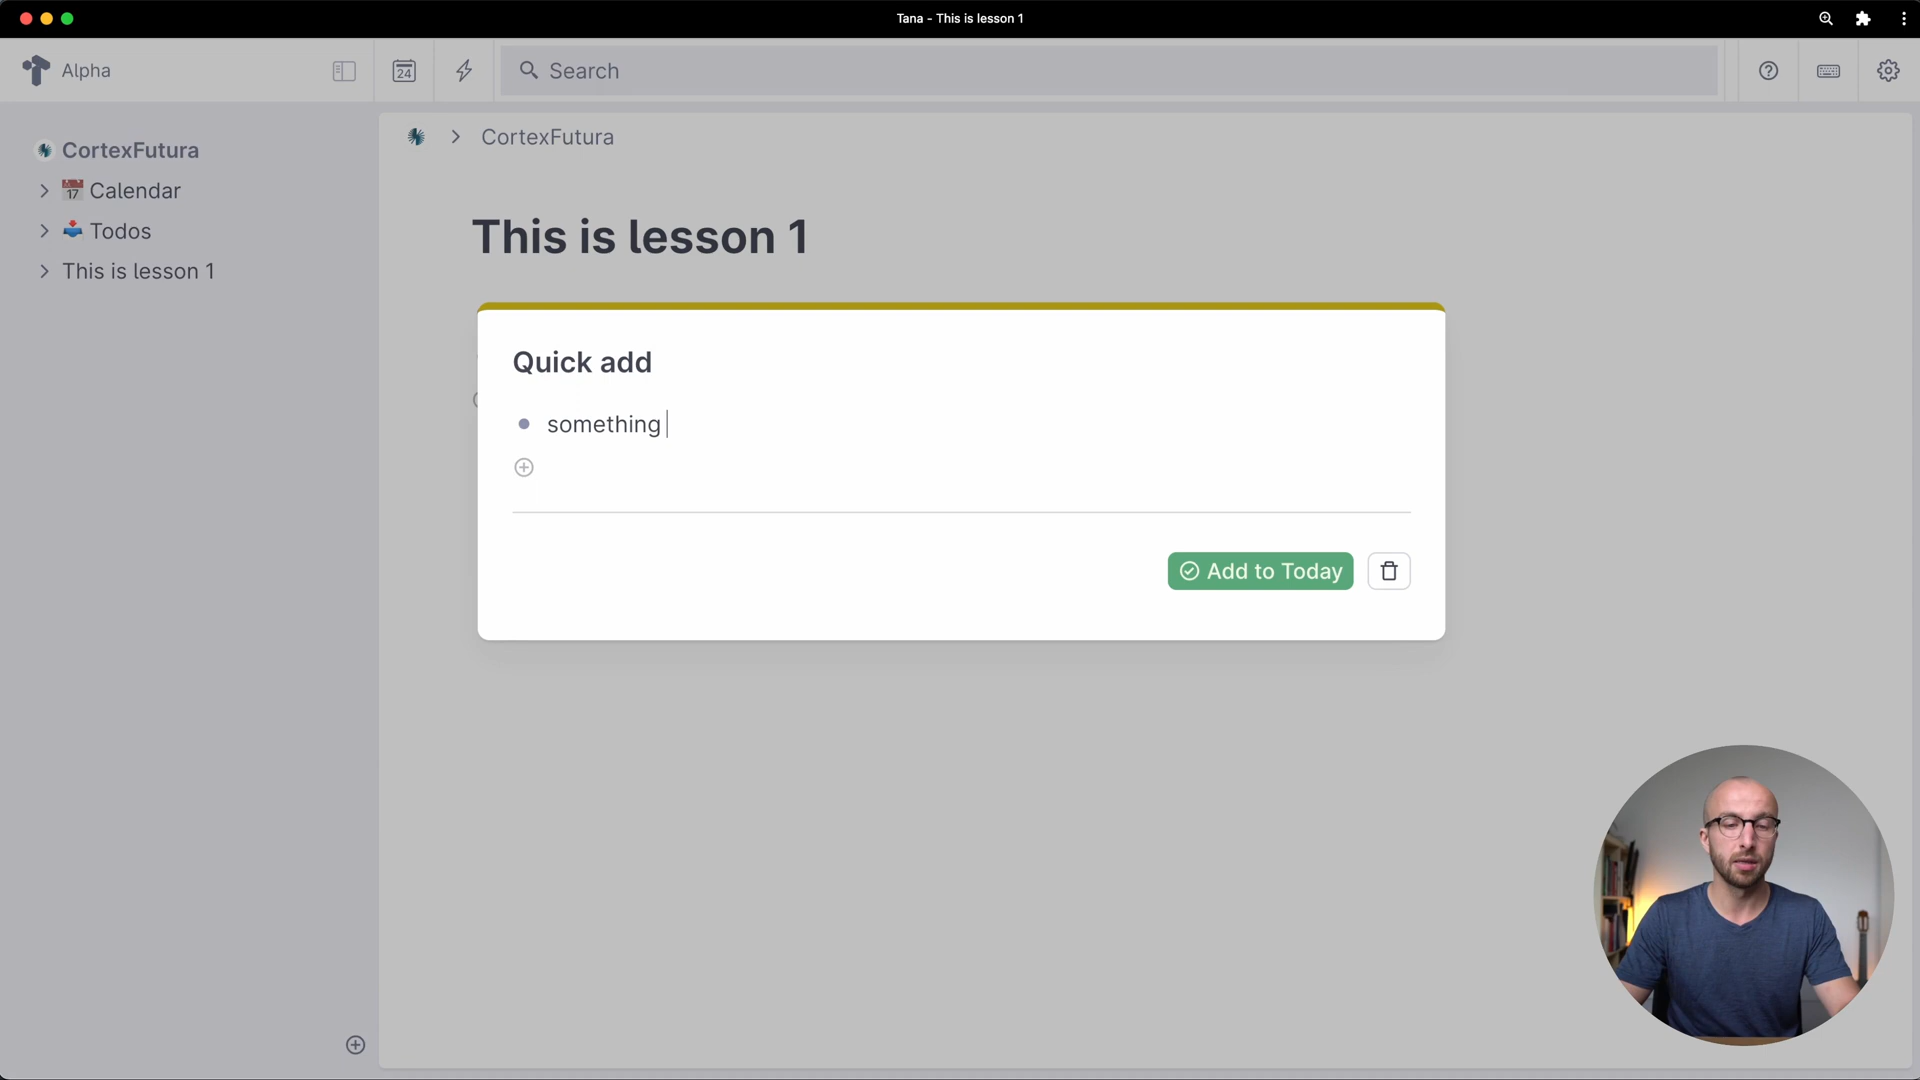 Tana - This is lesson 1
Alpha
24
Search
CortexFutura
17 Calendar
Todos
This is lesson 1
CortexFutura
This is lesson 1
Quick add
something
Add to Today